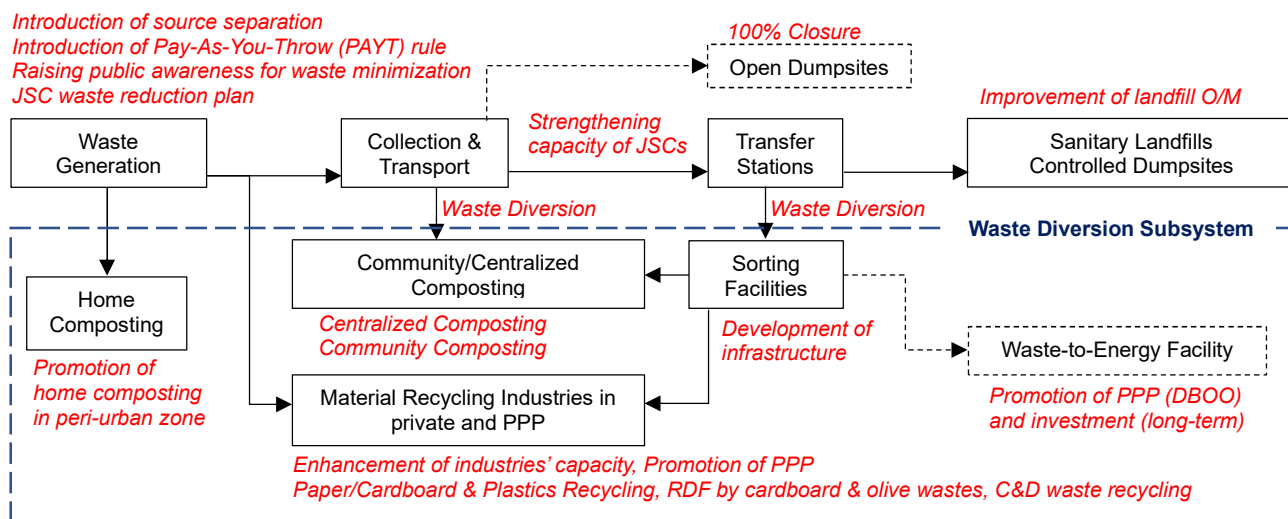 Introduction of source separation
Introduction of Pay-As-You-Throw (PAYT) rule
Raising public awareness for waste minimization
JSC waste reduction plan
100% Closure
Open Dumpsites
Improvement of landfill O/M
Waste
Generation
Collection &
Transport
Strengthening
capacity of JSCs
Transfer
Stations
Sanitary Landfills
Controlled Dumpsites
Waste Diversion
Waste Diversion
Waste Diversion Subsystem
Home
Composting
Community/Centralized
Composting
Sorting
Facilities
Centralized Composting
Community Composting
Development of
infrastructure
Waste-to-Energy Facility
Promotion of
home composting
in peri-urban zone
Material Recycling Industries in
private and PPP
Promotion of PPP (DBOO)
and investment (long-term)
Enhancement of industries’ capacity, Promotion of PPP
Paper/Cardboard & Plastics Recycling, RDF by cardboard & olive wastes, C&D waste recycling